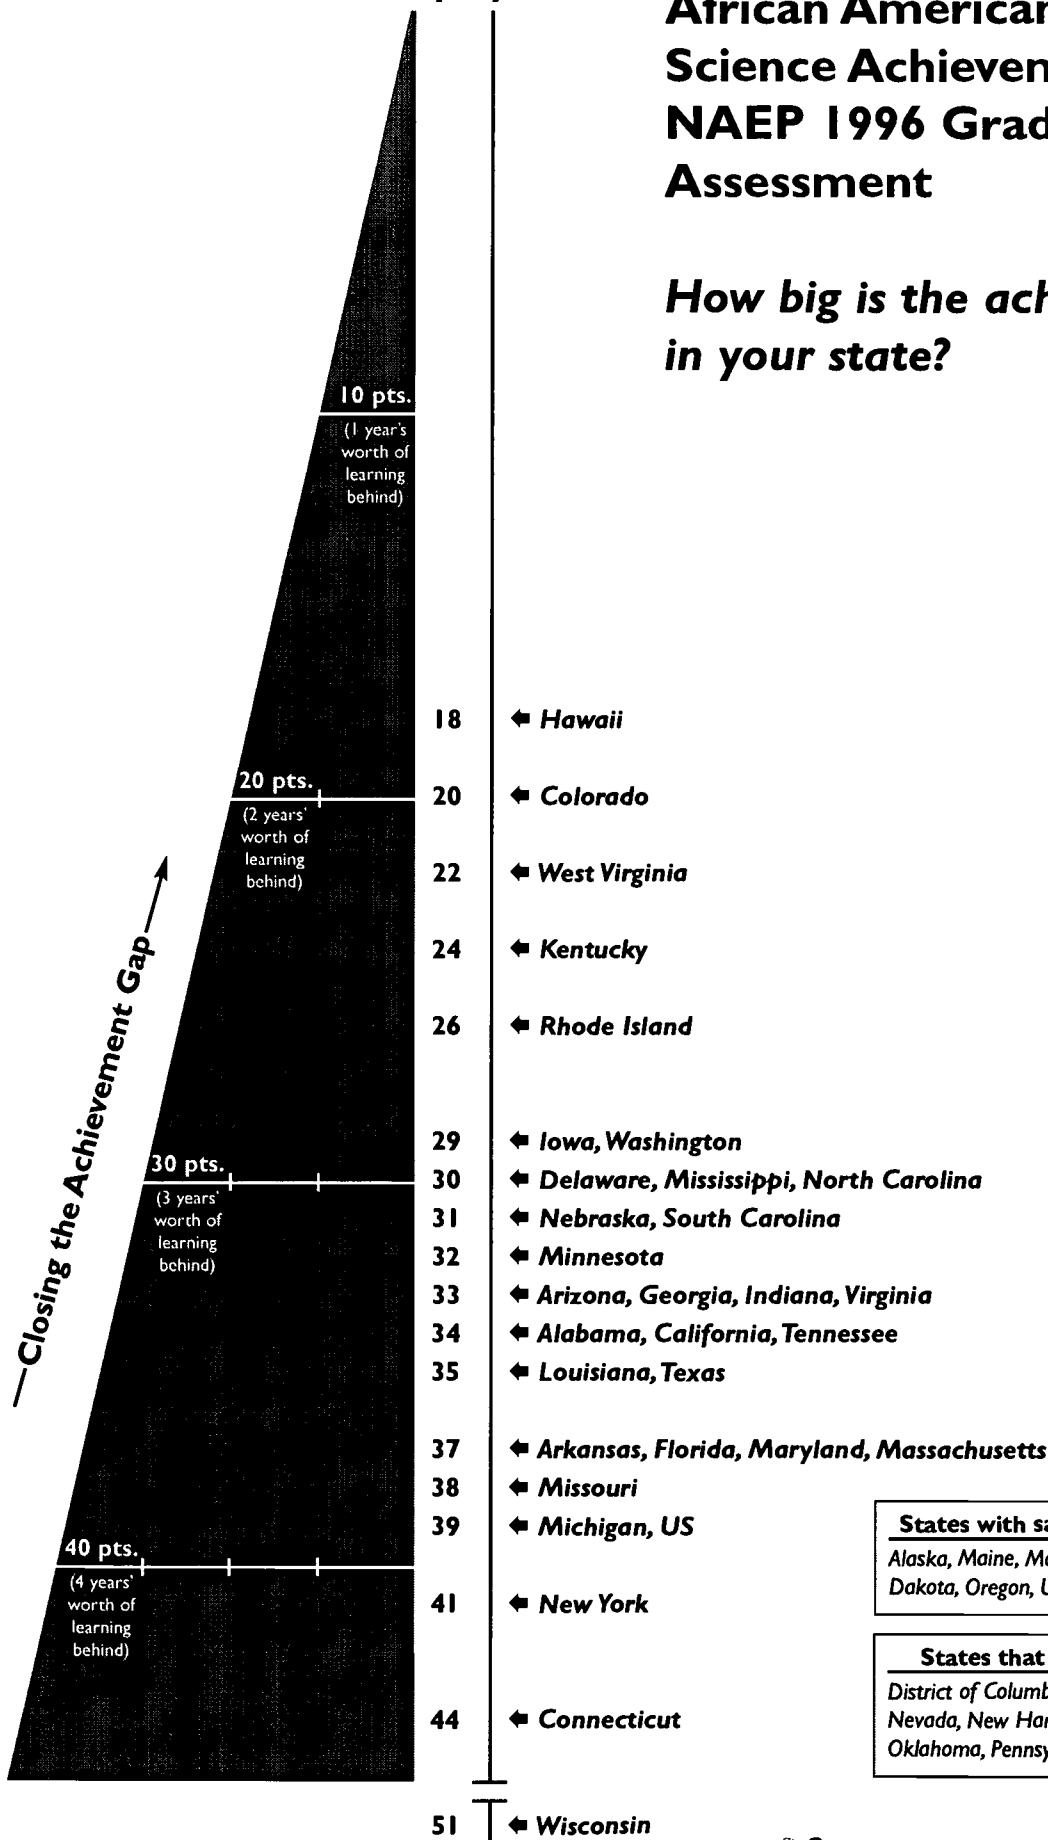 African American
Science Achievem
NAEP 1996 Grad
Assessment
How big is the ach
in your state?
10 pts.
(1 year's
worth of
learning
behind)
20 pts.
(2 years'
worth of
learning
behind)
30 pts.
(3 years'
worth of
learning
behind)
40 pts.
(4 years'
worth of
learning
behind)
Closing the Achievement Gap
18 Hawaii
20 Colorado
22 West Virginia
24 Kentucky
26 Rhode Island
29 Iowa, Washington
30 Delaware, Mississippi, North Carolina
31 Nebraska, South Carolina
32 Minnesota
33 Arizona, Georgia, Indiana, Virginia
34 Alabama, California, Tennessee
35 Louisiana, Texas
37 Arkansas, Florida, Maryland, Massachusetts
38 Missouri
39 Michigan, US
41 New York
44 Connecticut
51 Wisconsin
States with sa
Alaska, Maine, Mo
Dakota, Oregon, U
States that
District of Columb
Nevada, New Ham
Oklahoma, Pennsy